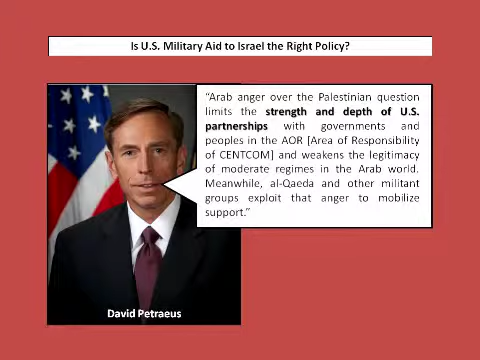 Is U.S. Military Aid to Israel the Right Policy?
“Arab anger over the Palestinian question
limits the strength and depth of U.S.
partnerships with governments and
peoples in the AOR [Area of Responsibility
of CENTCOM] and weakens the legitimacy
of moderate regimes in the Arab world.
Meanwhile, al-Qaeda and other militant
groups exploit that anger to mobilize
support.”
David Petraeus